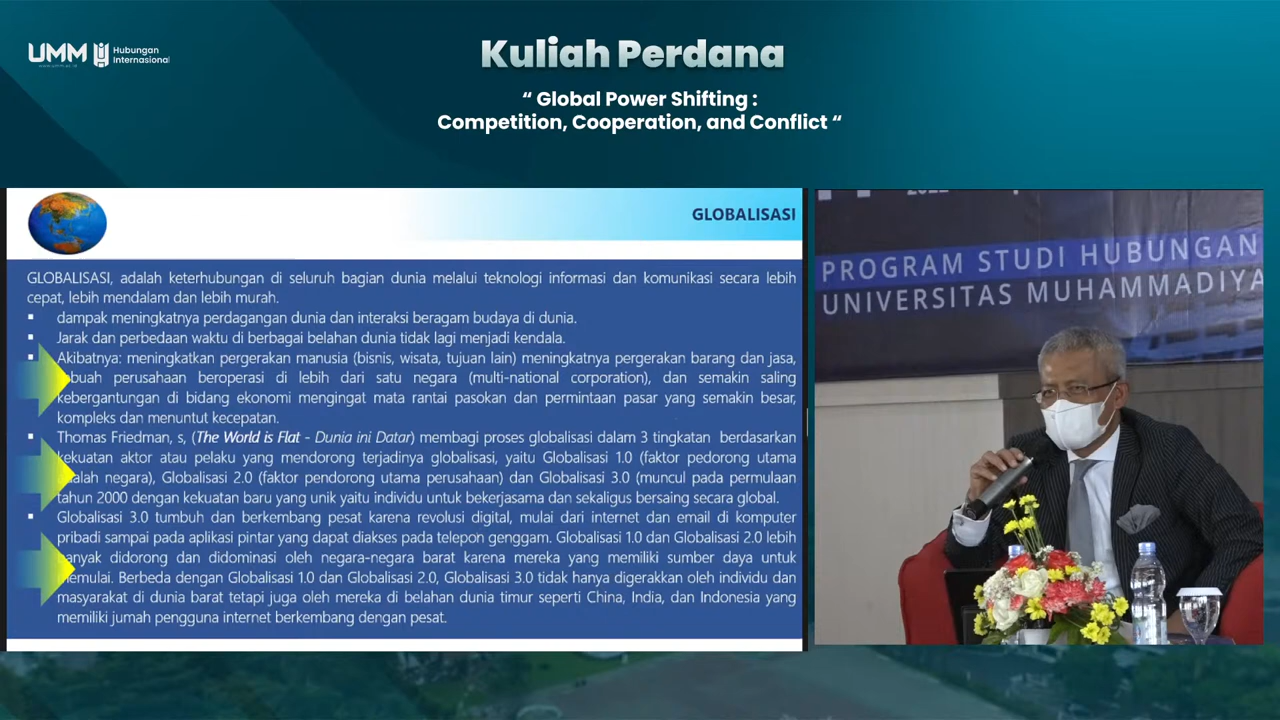 UMM
Hubungan
Internasional
Kuliah Perdana
“ Global Power Shifting :
Competition, Cooperation, and Conflict “
GLOBALISASI
GLOBALISASI, adalah keterhubungan di seluruh bagian dunia melalui teknologi informasi dan komunikasi secara lebih
cepat, lebih mendalam dan lebih murah.
▪ dampak meningkatnya perdagangan dunia dan interaksi beragam budaya di dunia.
▪ Jarak dan perbedaan waktu di berbagai belahan dunia tidak lagi menjadi kendala.
▪ Akibatnya: meningkatkan pergerakan manusia (bisnis, wisata, tujuan lain) meningkatnya pergerakan barang dan jasa,
ebuah perusahaan beroperasi di lebih dari satu negara (multi-national corporation), dan semakin saling
kebergantungan di bidang ekonomi mengingat mata rantai pasokan dan permintaan pasar yang semakin besar,
kompleks dan menuntut kecepatan.
▪ Thomas Friedman, s, (The World is Flat - Dunia ini Datar) membagi proses globalisasi dalam 3 tingkatan berdasarkan
kekuatan aktor atau pelaku yang mendorong terjadinya globalisasi, yaitu Globalisasi 1.0 (faktor pedorong utama
adalah negara), Globalisasi 2.0 (faktor pendorong utama perusahaan) dan Globalisasi 3.0 (muncul pada permulaan
tahun 2000 dengan kekuatan baru yang unik yaitu individu untuk bekerjasama dan sekaligus bersaing secara global.
▪ Globalisasi 3.0 tumbuh dan berkembang pesat karena revolusi digital, mulai dari internet dan email di komputer
pribadi sampai pada aplikasi pintar yang dapat diakses pada telepon genggam. Globalisasi 1.0 dan Globalisasi 2.0 lebih
banyak didorong dan didominasi oleh negara-negara barat karena mereka yang memiliki sumber daya untuk
memulai. Berbeda dengan Globalisasi 1.0 dan Globalisasi 2.0, Globalisasi 3.0 tidak hanya digerakkan oleh individu dan
masyarakat di dunia barat tetapi juga oleh mereka di belahan dunia timur seperti China, India, dan Indonesia yang
memiliki jumah pengguna internet berkembang dengan pesat.
PROGRAM STUDI HUBUNGAN
UNIVERSITAS MUHAMMADIYA